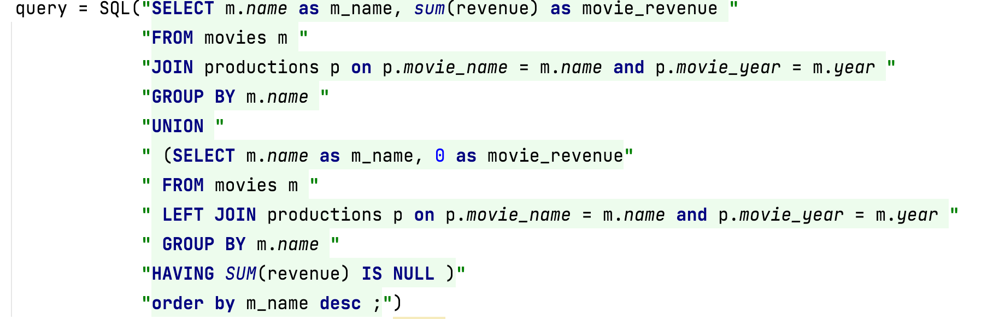 query = SQL("SELECT m.name as m_name, sum(revenue) as movie_revenue "
"FROM movies m "
"JOIN productions p on p.movie_name = m.name and p.movie_year = m.year "
"GROUP BY m.name "
"UNION "
" (SELECT m.name as m_name, 0 as movie_revenue"
" FROM movies m "
" LEFT JOIN productions p on p.movie_name = m.name and p.movie_year = m.year "
" GROUP BY m.name "
"HAVING SUM(revenue) IS NULL )"
"order by m_name desc ;")